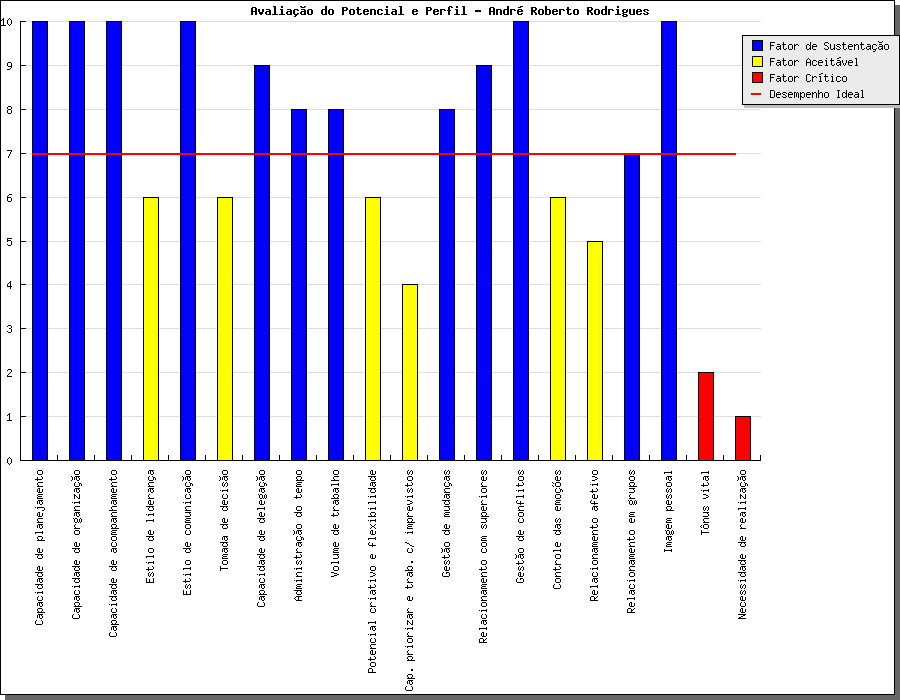 Avaliação do Potencial e Perfil - André Roberto Rodrigues
Fator de Sustentação
Fator Aceitável
Fator Crítico
Desempenho Ideal
10
9
8
7
6
5
4
3
2
1
0
Capacidade de planejamento
Capacidade de organização
Capacidade de acompanhamento
Estilo de liderança
Estilo de comunicação
Tomada de decisão
Capacidade de delegação
Administração do tempo
Volume de trabalho
Potencial criativo e flexibilidade
Cap. priorizar e trab. c/ imprevistos
Gestão de mudanças
Relacionamento com superiores
Gestão de conflitos
Controle das emoções
Relacionamento afetivo
Relacionamento em grupos
Imagem pessoal
Tônus vital
Necessidade de realização